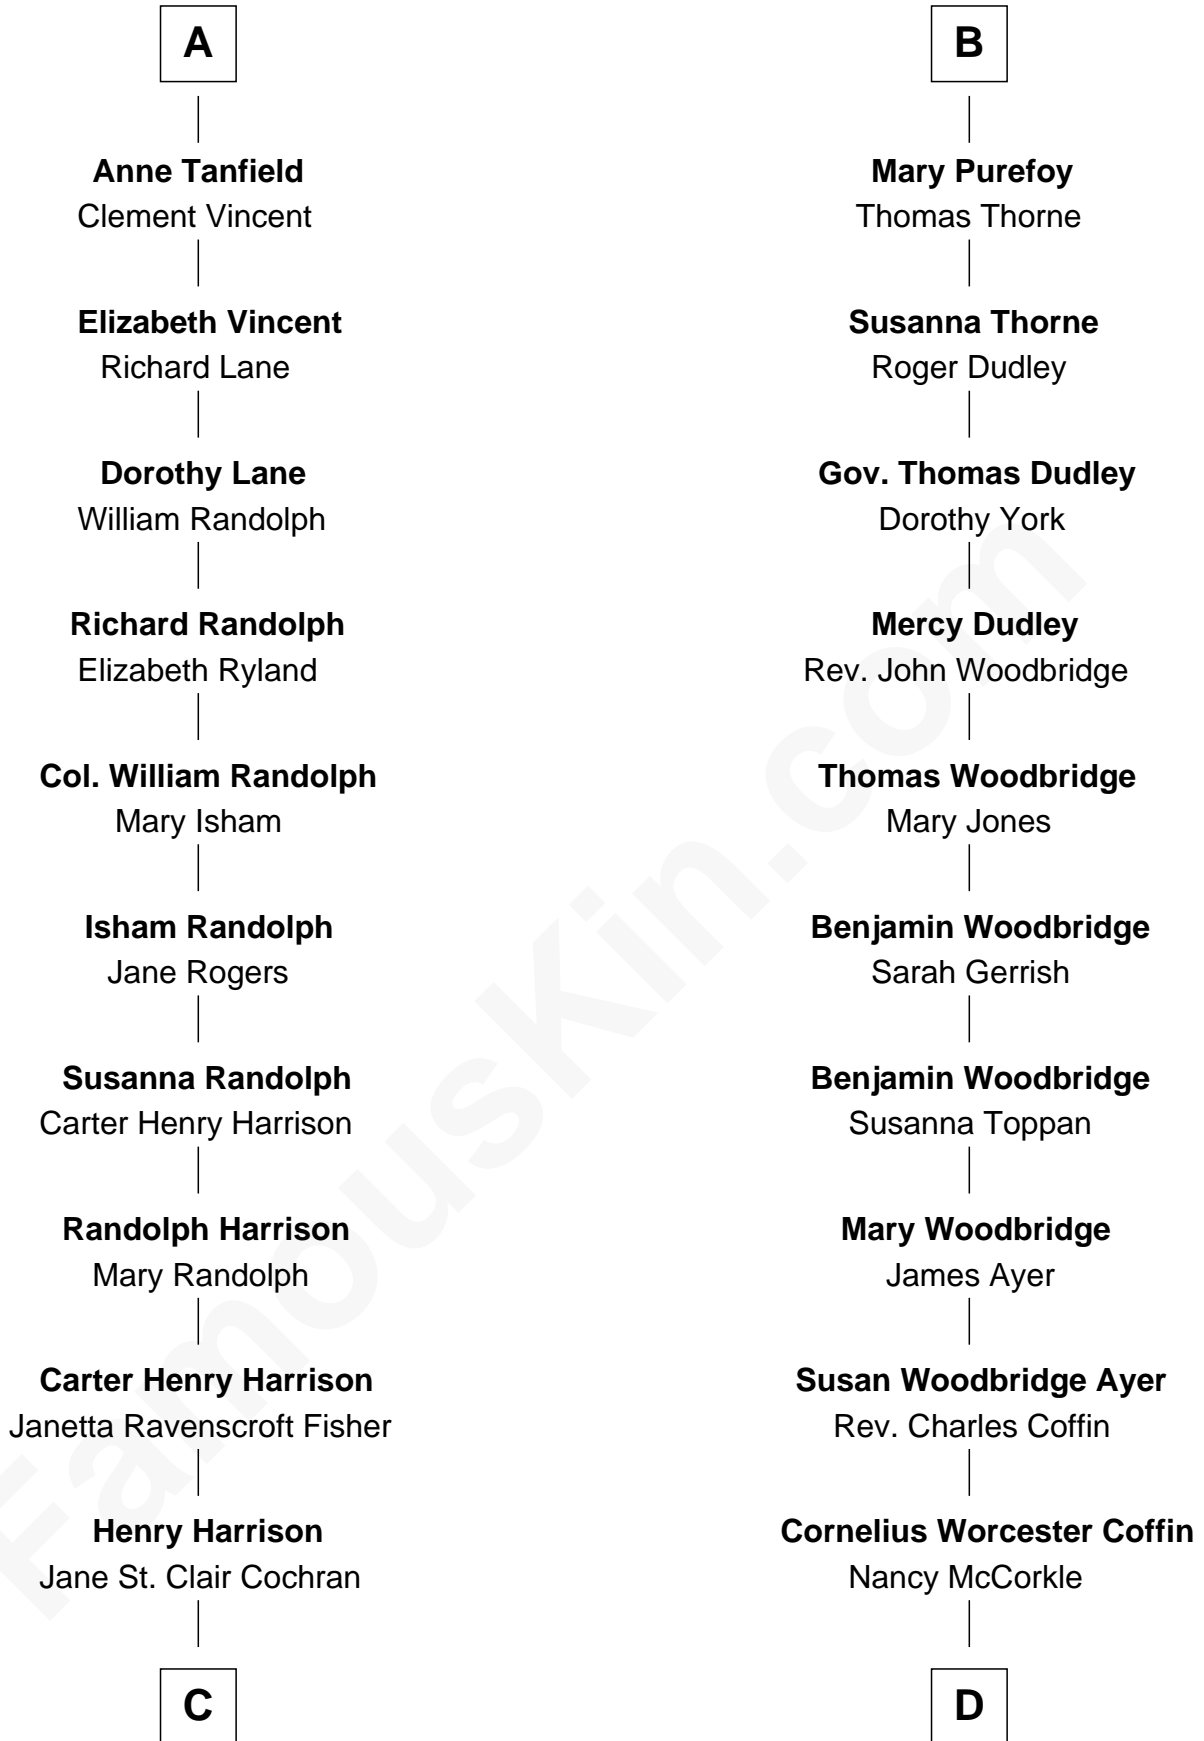 A
Anne Tanfield
Clement Vincent
Elizabeth Vincent
Richard Lane
Dorothy Lane
William Randolph
Richard Randolph
Elizabeth Ryland
Col. William Randolph
Mary Isham
Isham Randolph
Jane Rogers
Susanna Randolph
Carter Henry Harrison
Randolph Harrison
Mary Randolph
Carter Henry Harrison
Janetta Ravenscroft Fisher
Henry Harrison
Jane St. Clair Cochran
C
B
Mary Purefoy
Thomas Thorne
Susanna Thorne
Roger Dudley
Gov. Thomas Dudley
Dorothy York
Mercy Dudley
Rev. John Woodbridge
Thomas Woodbridge
Mary Jones
Benjamin Woodbridge
Sarah Gerrish
Benjamin Woodbridge
Susanna Toppan
Mary Woodbridge
James Ayer
Susan Woodbridge Ayer
Rev. Charles Coffin
Cornelius Worcester Coffin
Nancy McCorkle
D
FamousKin.com